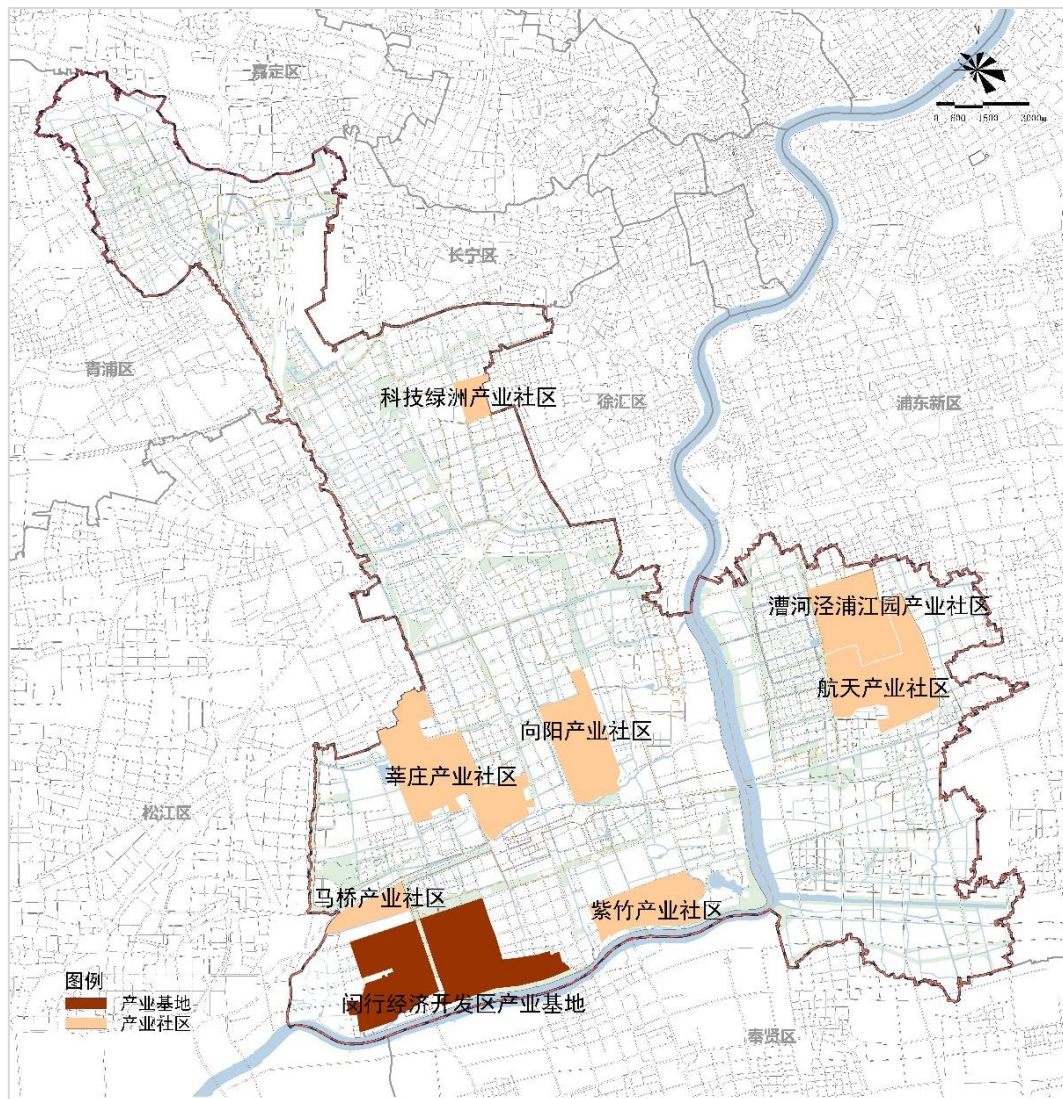 N
嘉定区
0 600 1500 3000m
长宁区
青浦区
科技绿洲产业社区
徐汇区
浦东新区
漕河泾浦江园产业社区
航天产业社区
向阳产业社区
莘庄产业社区
松江区
马桥产业社区
紫竹产业社区
图例
产业基地
产业社区
闵行经济开发区产业基地
奉贤区